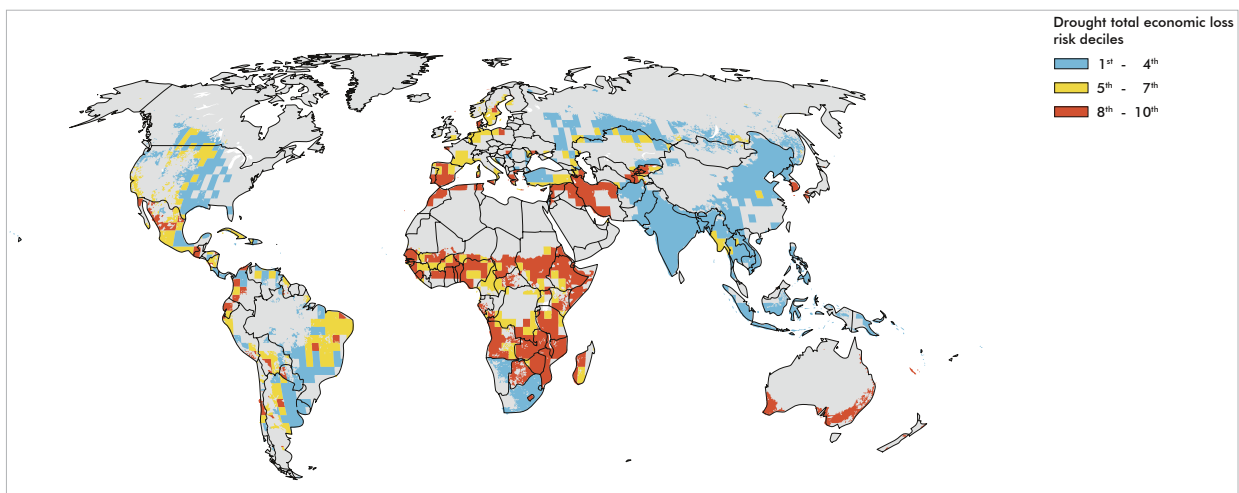 Drought total economic loss
risk deciles
1st - 4th
5th - 7th
8th - 10th